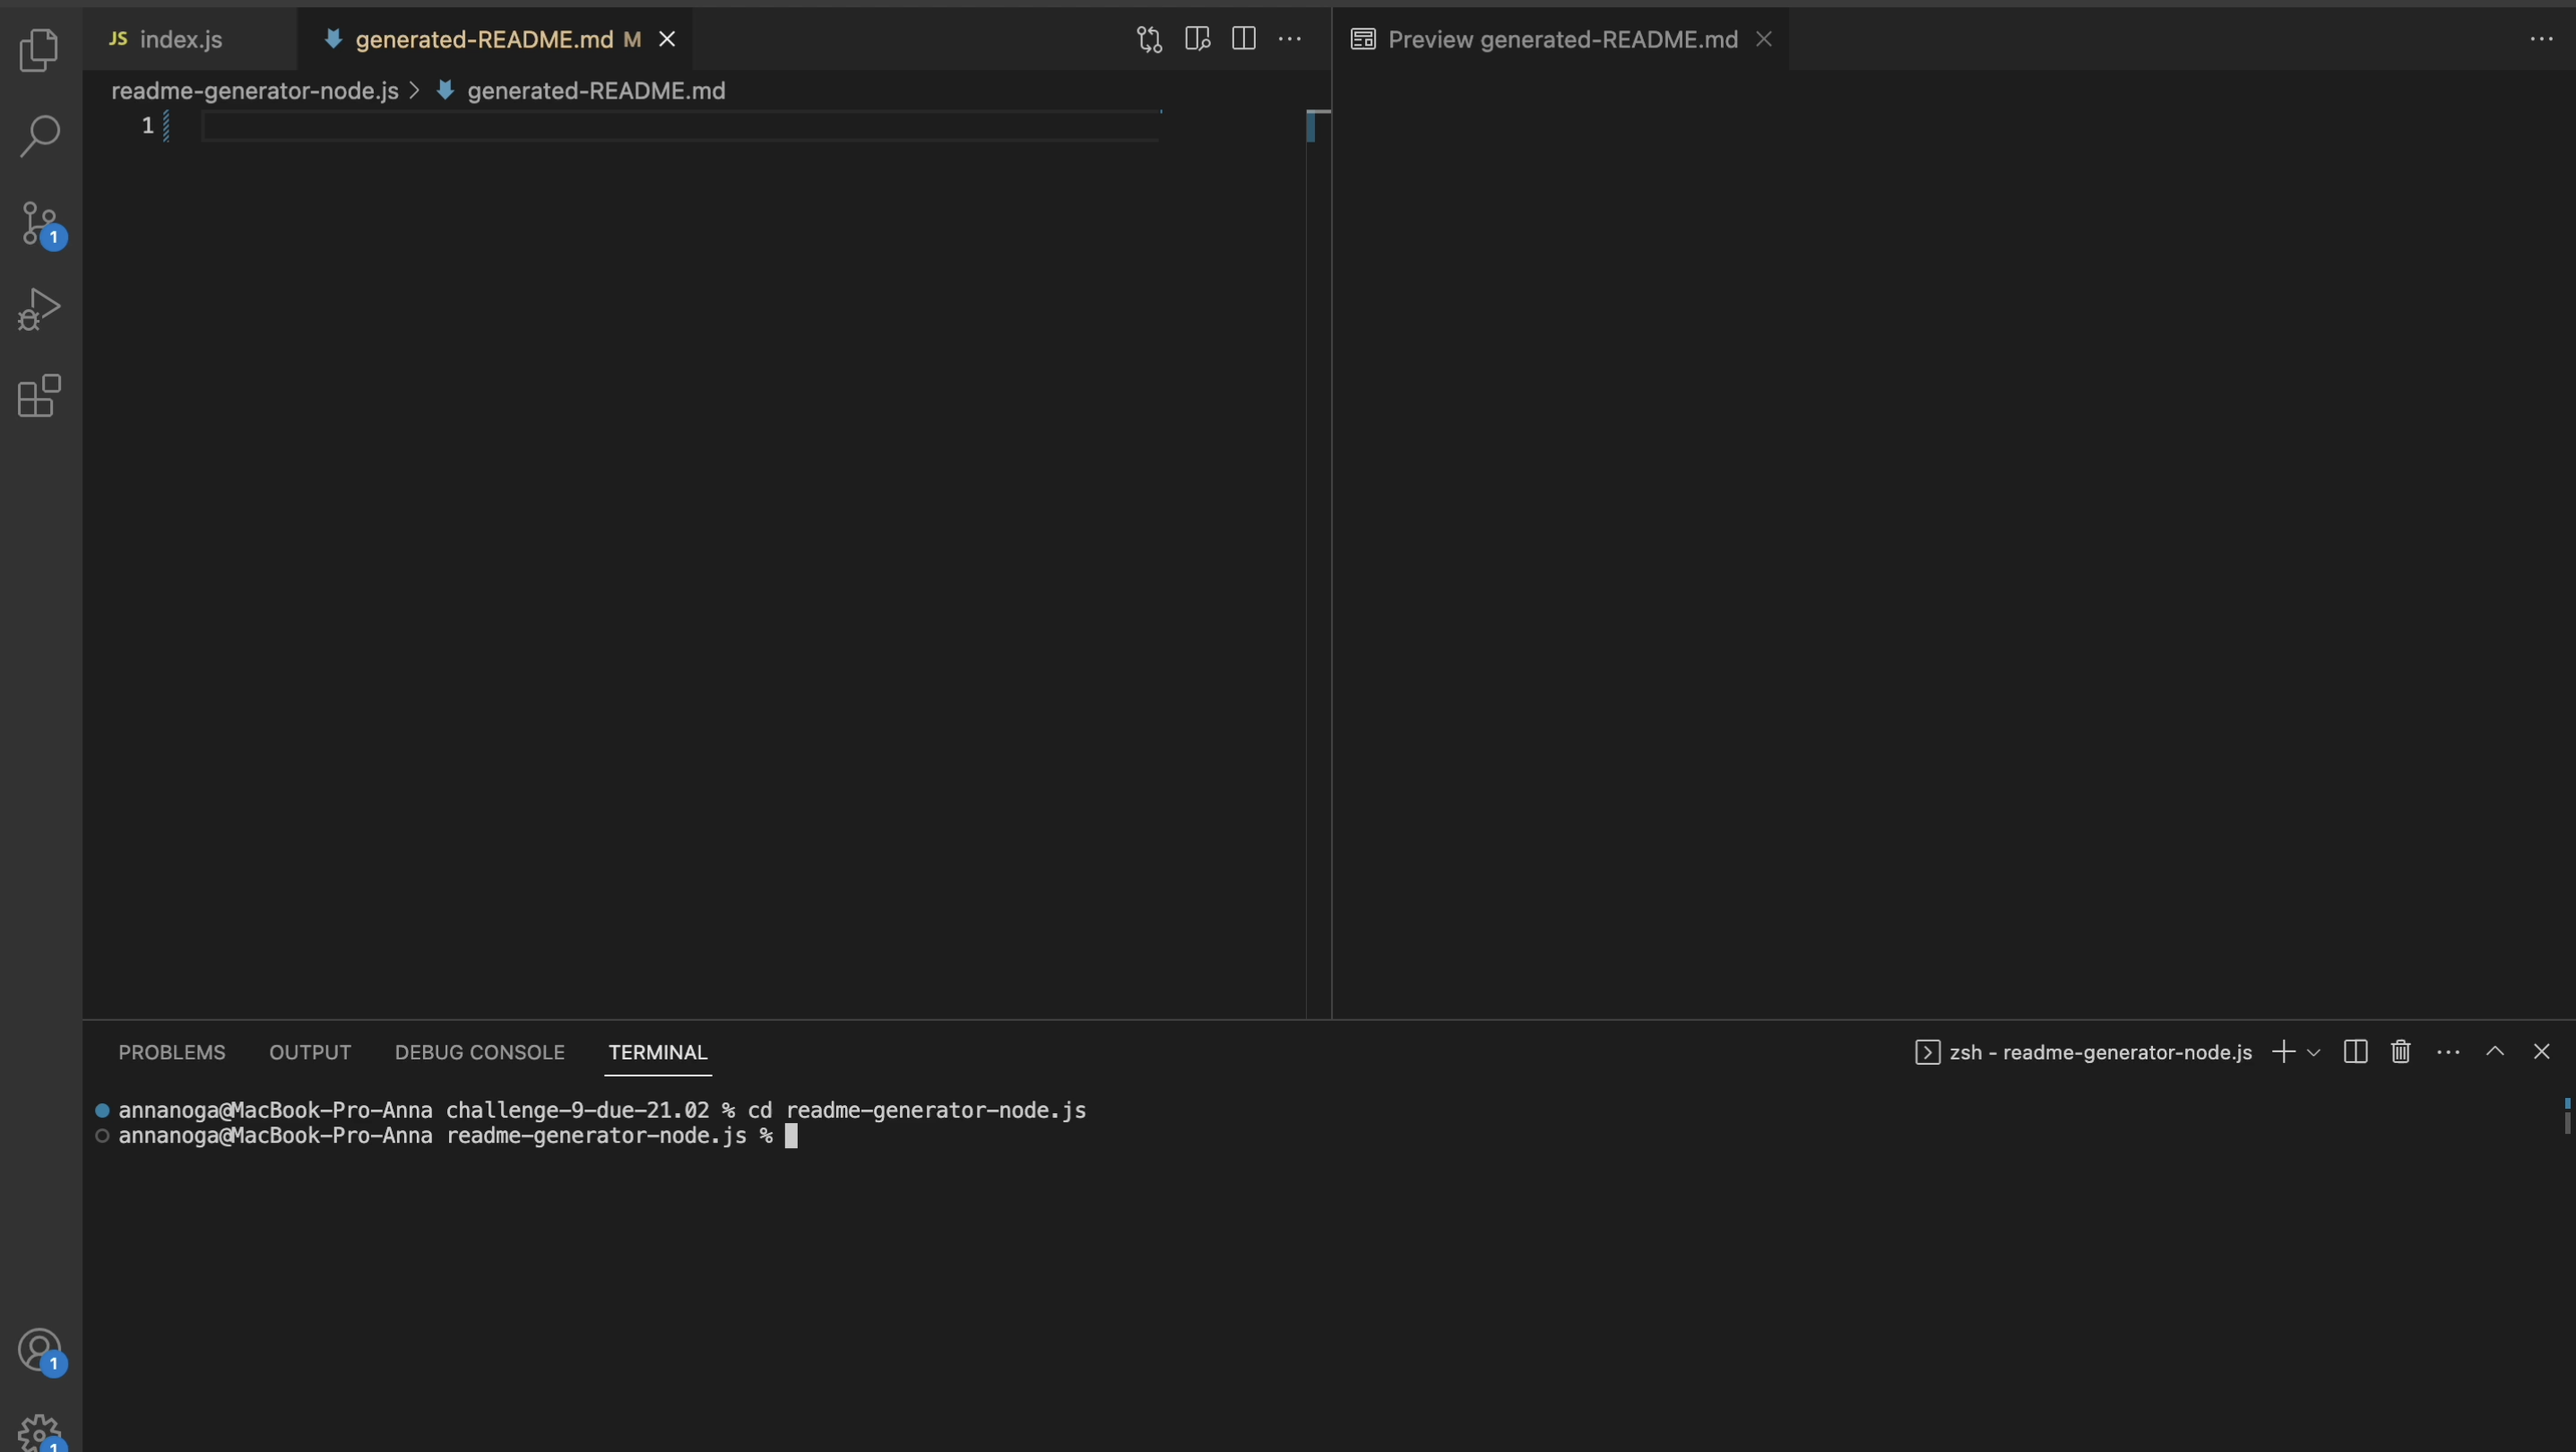 JS index.js generated-README.md M
Preview generated-README.md
readme-generator-node.js > generated-README.md
1
1
PROBLEMS OUTPUT DEBUG CONSOLE TERMINAL
zsh - readme-generator-node.js
annanoga@MacBook-Pro-Anna challenge-9-due-21.02 % cd readme-generator-node.js
annanoga@MacBook-Pro-Anna readme-generator-node.js %
1
1